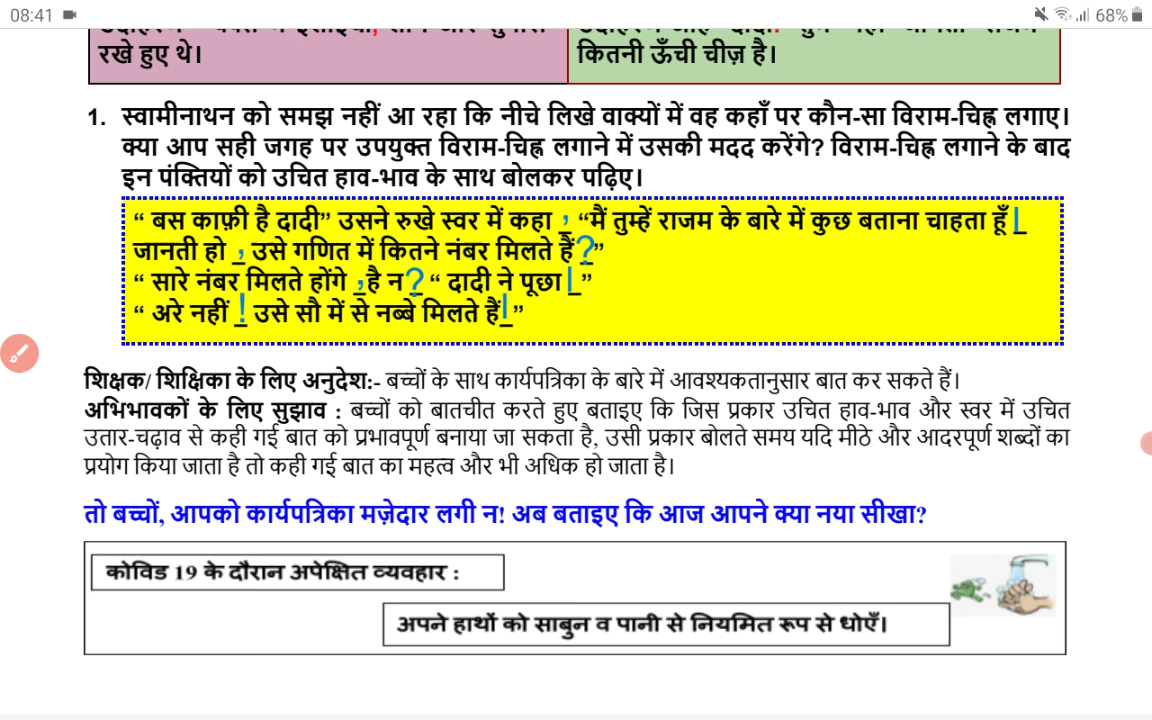 08:41
68%
रखे हुए थे।
कितनी ऊँची चीज़ है।
1. स्वामीनाथन को समझ नहीं आ रहा कि नीचे लिखे वाक्यों में वह कहाँ पर कौन-सा विराम-चिह्न लगाए।
क्या आप सही जगह पर उपयुक्त विराम-चिह्न लगाने में उसकी मदद करेंगे? विराम-चिह्न लगाने के बाद
इन पंक्तियों को उचित हाव-भाव के साथ बोलकर पढ़िए।
“ बस काफ़ी है दादी” उसने रुखे स्वर में कहा , “मैं तुम्हें राजम के बारे में कुछ बताना चाहता हूँ।
जानती हो , उसे गणित में कितने नंबर मिलते हैं?”
“ सारे नंबर मिलते होंगे ,है न? “ दादी ने पूछा।”
“ अरे नहीं ! उसे सौ में से नब्बे मिलते हैं।”
शिक्षक/ शिक्षिका के लिए अनुदेश:- बच्चों के साथ कार्यपत्रिका के बारे में आवश्यकतानुसार बात कर सकते हैं।
अभिभावकों के लिए सुझाव : बच्चों को बातचीत करते हुए बताइए कि जिस प्रकार उचित हाव-भाव और स्वर में उचित
उतार-चढ़ाव से कही गई बात को प्रभावपूर्ण बनाया जा सकता है, उसी प्रकार बोलते समय यदि मीठे और आदरपूर्ण शब्दों का
प्रयोग किया जाता है तो कही गई बात का महत्व और भी अधिक हो जाता है।
तो बच्चों, आपको कार्यपत्रिका मज़ेदार लगी न! अब बताइए कि आज आपने क्या नया सीखा?
कोविड 19 के दौरान अपेक्षित व्यवहार :
अपने हाथों को साबुन व पानी से नियमित रूप से धोएँ।